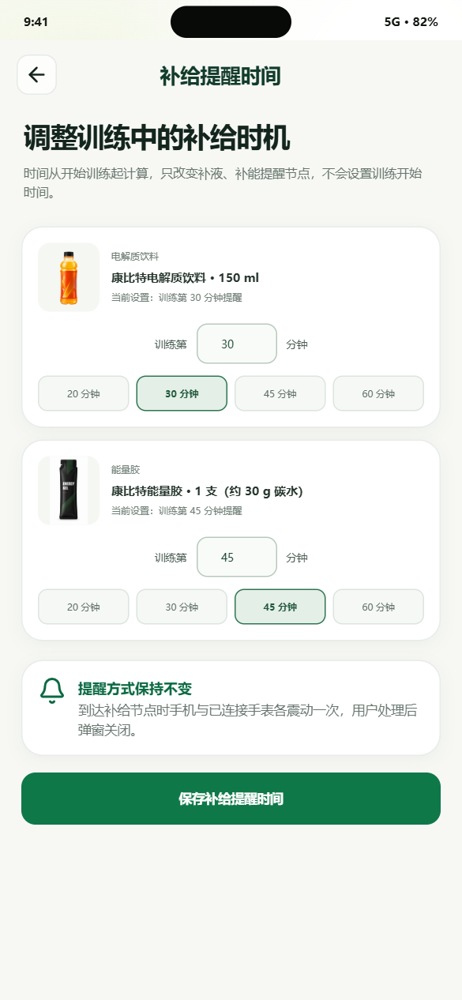 9:41
5G • 82%
补给提醒时间
调整训练中的补给时机
时间从开始训练起计算，只改变补液、补能提醒节点，不会设置训练开始
时间。
电解质饮料
康比特电解质饮料 • 150 ml
当前设置：训练第 30 分钟提醒
训练第 30 分钟
20 分钟 30 分钟 45 分钟 60 分钟
能量胶
康比特能量胶 • 1 支（约 30 g 碳水）
当前设置：训练第 45 分钟提醒
ENERGY
GEL
训练第 45 分钟
20 分钟 30 分钟 45 分钟 60 分钟
提醒方式保持不变
到达补给节点时手机与已连接手表各震动一次，用户处理后
弹窗关闭。
保存补给提醒时间